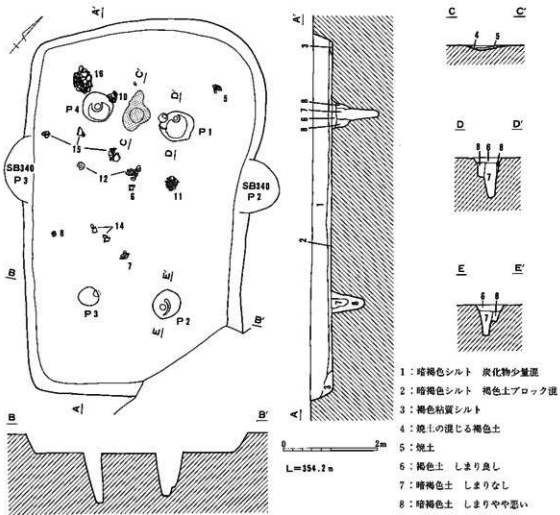 A'
16
10
C'
5
P4
D'
P1
15
C
D
SB340
P3
12
6
11
SB340
P2
8
14
7
B
E'
P3
P2
E
B'
A
B
B'
A'
3
8
7
6
8
1
2
7
8
3
A
0 2m
L=354.2m
C C'
4 5
D D'
8 6 8
7
E E'
6 8
7
1：暗褐色シルト 炭化物少量混
2：暗褐色シルト 褐色土ブロック混
3：褐色粘質シルト
4：焼土の混じる褐色土
5：焼土
6：褐色土 しまり良し
7：暗褐色土 しまりなし
8：暗褐色土 しまりやや悪い